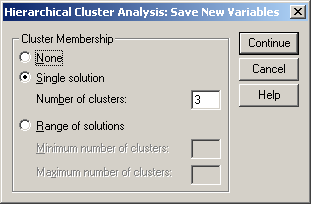 Hierarchical Cluster Analysis: Save New Variables
Cluster Membership
None
Single solution
Number of clusters: 3
Range of solutions
Minimum number of clusters:
Maximum number of clusters:
Continue
Cancel
Help